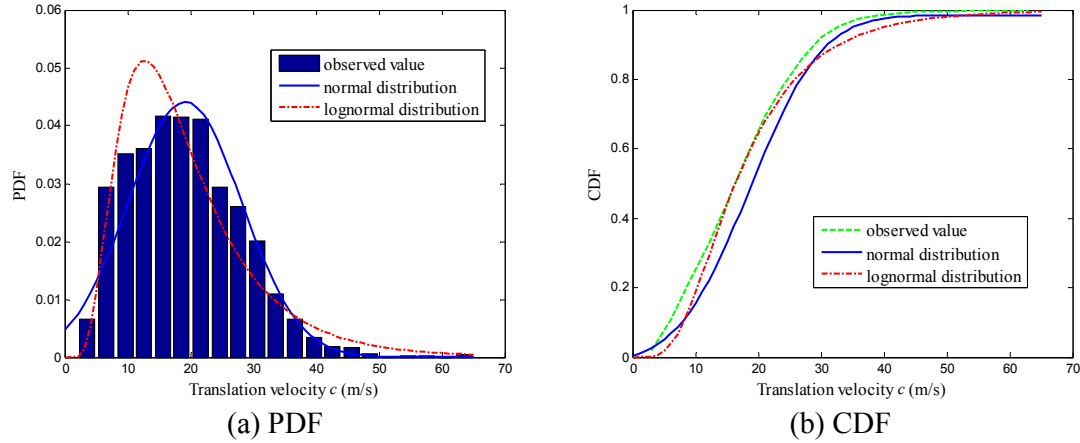 0.06
0.05
0.04
0.03
0.02
0.01
0
PDF
observed value
normal distribution
lognormal distribution
0 10 20 30 40 50 60 70
Translation velocity c (m/s)
(a) PDF
1
0.8
0.6
0.4
0.2
0
CDF
observed value
normal distribution
lognormal distribution
0 10 20 30 40 50 60 70
Translation velocity c (m/s)
(b) CDF